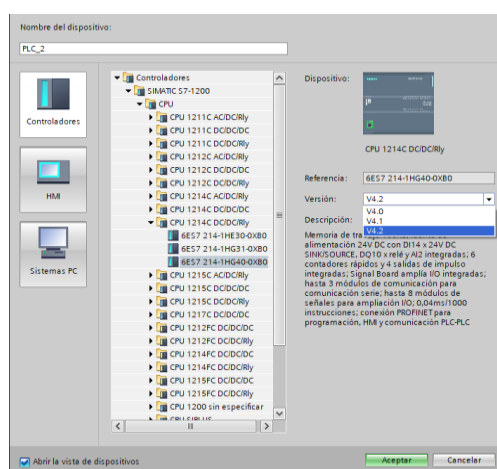 Nombre del dispositivo:
PLC_2
Controladores
HMI
Sistemas PC
Controladores
SIMATIC S7-1200
CPU
CPU 1211C AC/DC/Rly
CPU 1211C DC/DC/DC
CPU 1211C DC/DC/Rly
CPU 1212C AC/DC/Rly
CPU 1212C DC/DC/DC
CPU 1212C DC/DC/Rly
CPU 1214C AC/DC/Rly
CPU 1214C DC/DC/DC
CPU 1214C DC/DC/Rly
6ES7 214-1HE30-0XB0
6ES7 214-1HG31-0XB0
6ES7 214-1HG40-0XB0
CPU 1215C AC/DC/Rly
CPU 1215C DC/DC/DC
CPU 1215C DC/DC/Rly
CPU 1217C DC/DC/DC
CPU 1212FC DC/DC/DC
CPU 1212FC DC/DC/Rly
CPU 1214FC DC/DC/DC
CPU 1214FC DC/DC/Rly
CPU 1215FC DC/DC/DC
CPU 1215FC DC/DC/Rly
CPU 1200 sin especificar
CPU SIPLUS
Dispositivo:
CPU 1214C DC/DC/Rly
Referencia: 6ES7 214-1HG40-0XB0
Versión: V4.2
V4.0
V4.1
V4.2
Descripción:
Memoria de
alimentación 24V DC con DI14 x 24V DC
SINK/SOURCE, DQ10 x relé y AI2 integradas; 6
contadores rápidos y 4 salidas de impulso
integradas; Signal Board amplía I/O integradas;
hasta 3 módulos de comunicación para
comunicación serie; hasta 8 módulos de
señales para ampliación I/O; 0,04ms/1000
instrucciones; conexión PROFINET para
programación, HMI y comunicación PLC-PLC
Abrir la vista de dispositivos
Aceptar
Cancelar